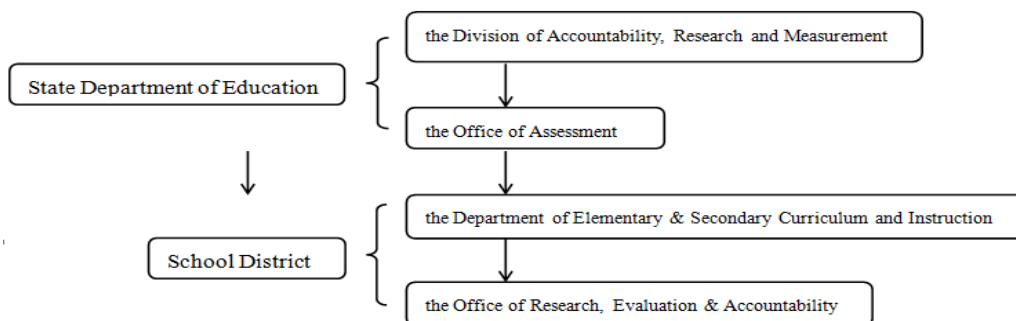 the Division of Accountability, Research and Measurement
State Department of Education
the Office of Assessment
the Department of Elementary & Secondary Curriculum and Instruction
School District
the Office of Research, Evaluation & Accountability